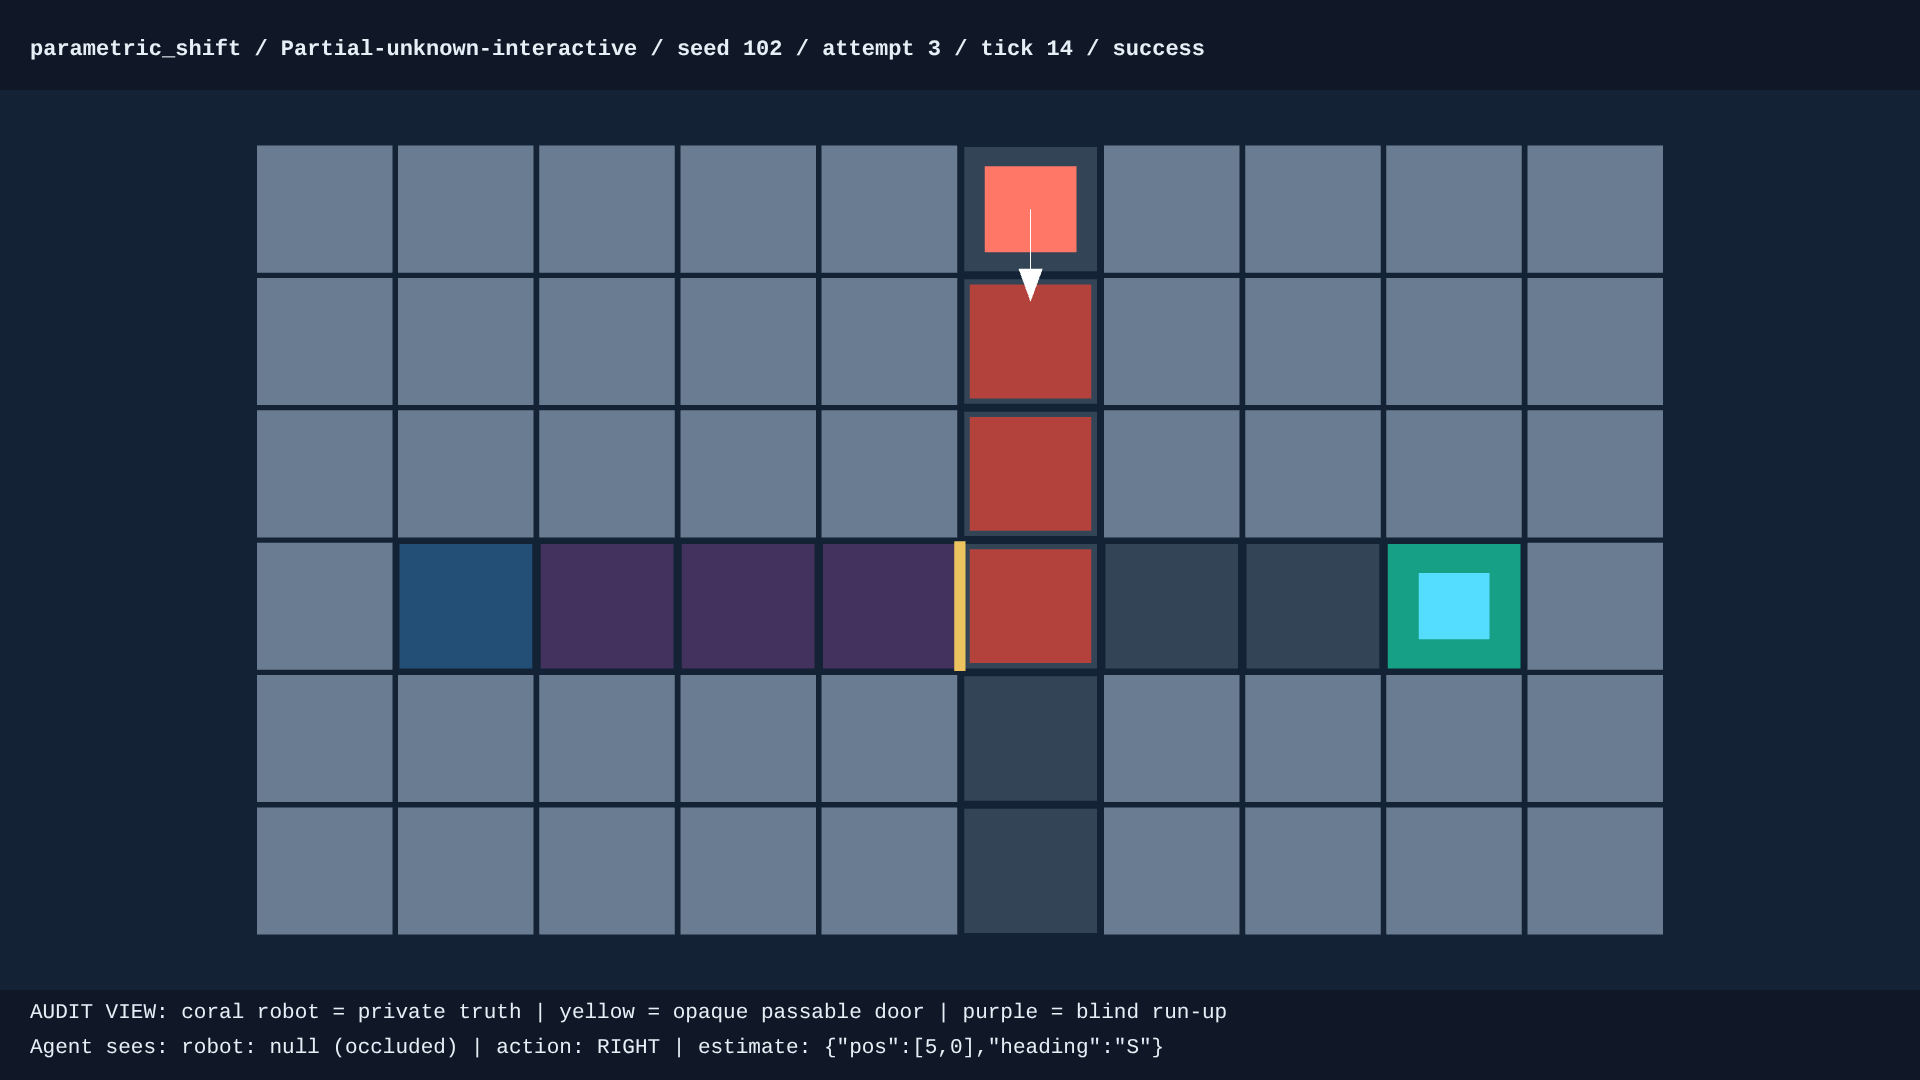 parametric_shift / Partial-unknown-interactive / seed 102 / attempt 3 / tick 14 / success
AUDIT VIEW: coral robot = private truth | yellow = opaque passable door | purple = blind run-up
Agent sees: robot: null (occluded) | action: RIGHT | estimate: {"pos":[5,0],"heading":"S"}